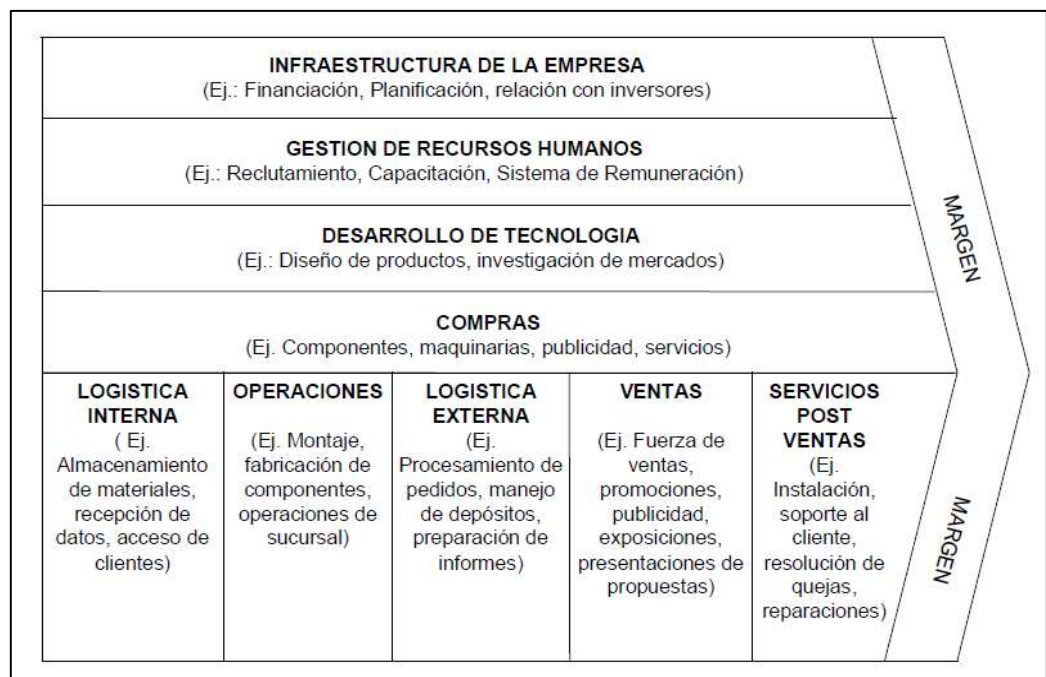 INFRAESTRUCTURA DE LA EMPRESA
(Ej.: Financiación, Planificación, relación con inversores)
GESTION DE RECURSOS HUMANOS
(Ej.: Reclutamiento, Capacitación, Sistema de Remuneración)
DESARROLLO DE TECNOLOGIA
(Ej.: Diseño de productos, investigación de mercados)
COMPRAS
(Ej. Componentes, maquinarias, publicidad, servicios)
MARGEN
LOGISTICA
INTERNA
( Ej.
Almacenamiento
de materiales,
recepción de
datos, acceso de
clientes)
OPERACIONES
(Ej. Montaje,
fabricación de
componentes,
operaciones de
sucursal)
LOGISTICA
EXTERNA
(Ej.
Procesamiento de
pedidos, manejo
de depósitos,
preparación de
informes)
VENTAS
(Ej. Fuerza de
ventas,
promociones,
publicidad,
exposiciones,
presentaciones de
propuestas)
SERVICIOS
POST
VENTAS
(Ej.
Instalación,
soporte al
cliente,
resolución de
quejas,
reparaciones)
MARGEN